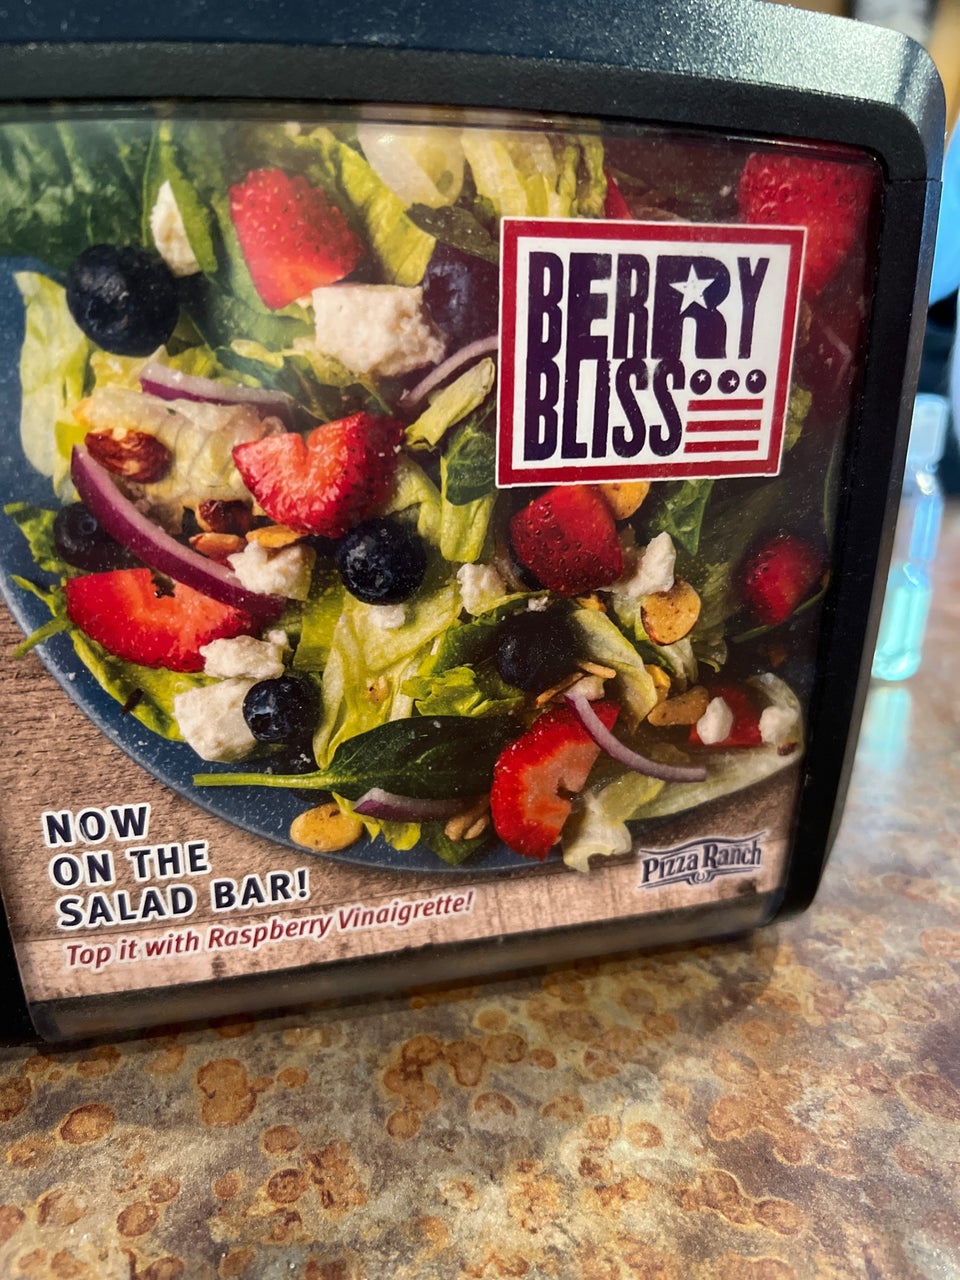 BERRY
BLISS
NOW
ON THE
SALAD BAR!
Top it with Raspberry Vinaigrette!
Pizza Ranch